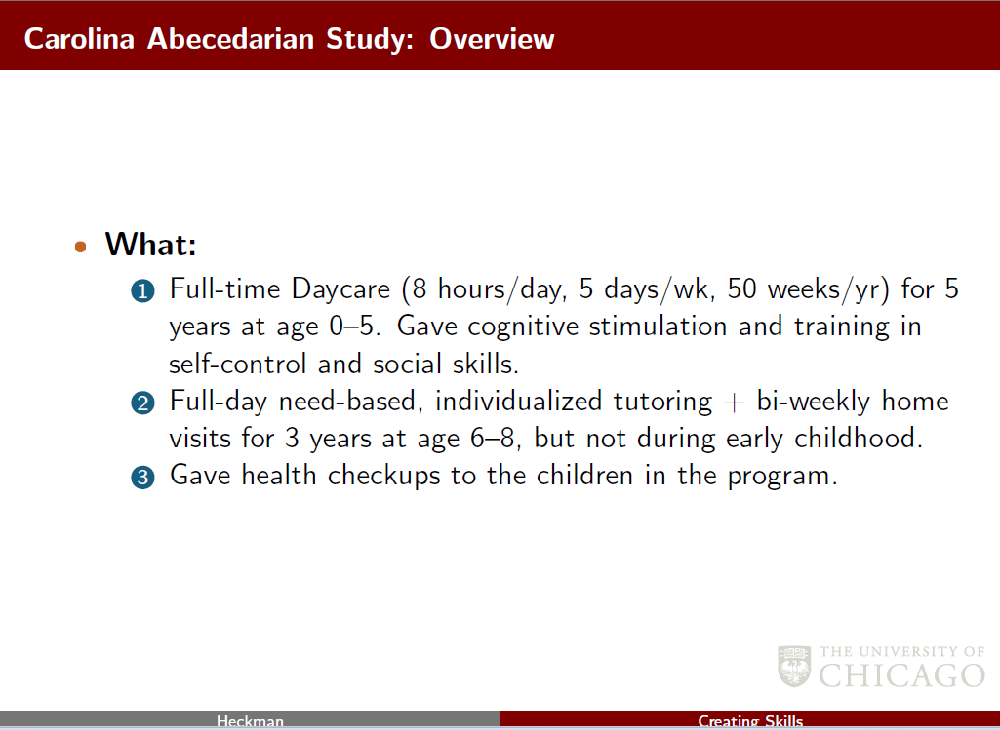 Carolina Abecedarian Study: Overview
• What:
1 Full-time Daycare (8 hours/day, 5 days/wk, 50 weeks/yr) for 5
years at age 0–5. Gave cognitive stimulation and training in
self-control and social skills.
2 Full-day need-based, individualized tutoring + bi-weekly home
visits for 3 years at age 6–8, but not during early childhood.
3 Gave health checkups to the children in the program.
THE UNIVERSITY OF
CHICAGO
Heckman
Creating Skills